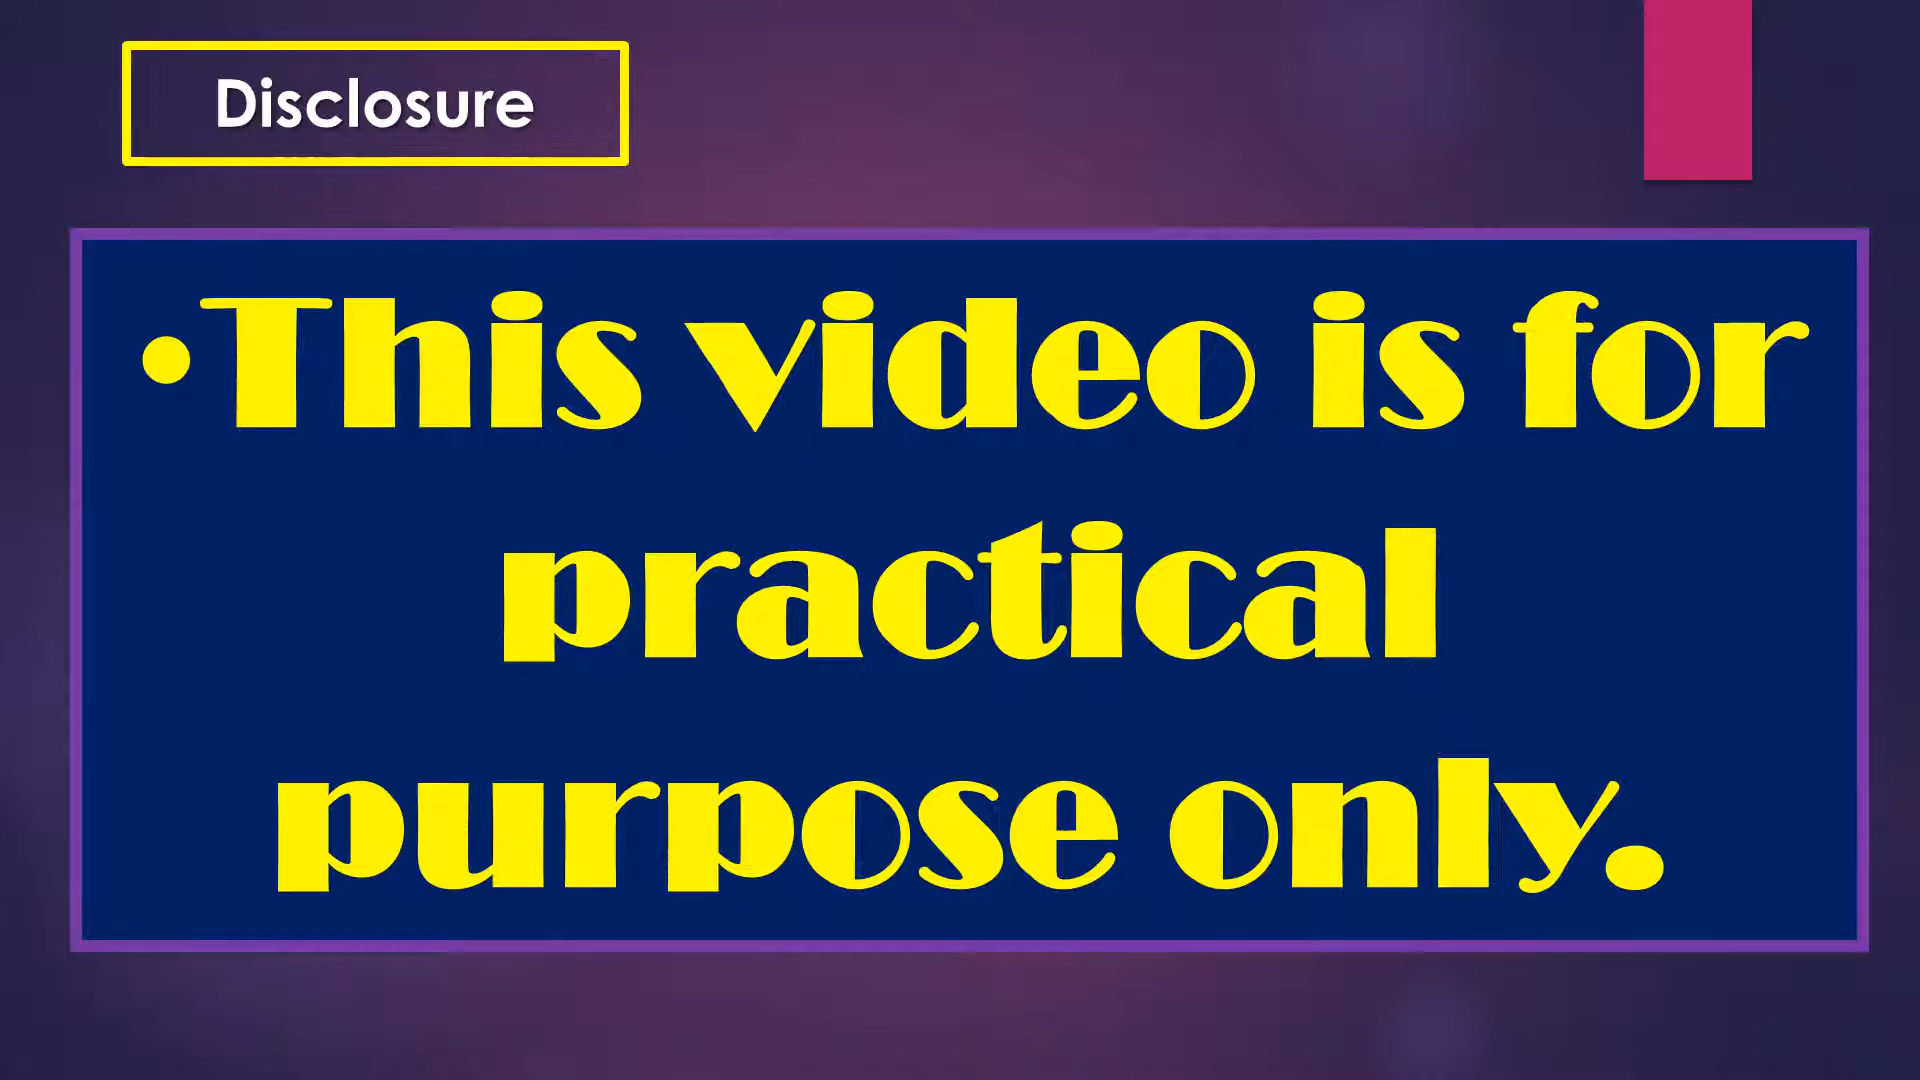 Disclosure
•This video is for
practical
purpose only.